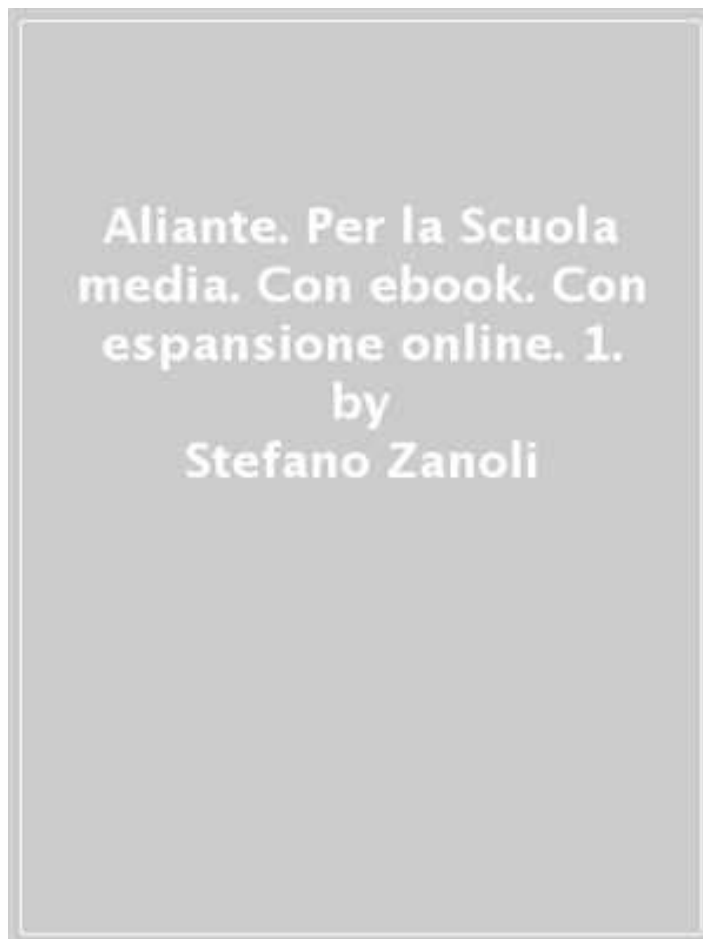 Aliante. Per la Scuola
media. Con ebook. Con
espansione online. 1.
by
Stefano Zanoli